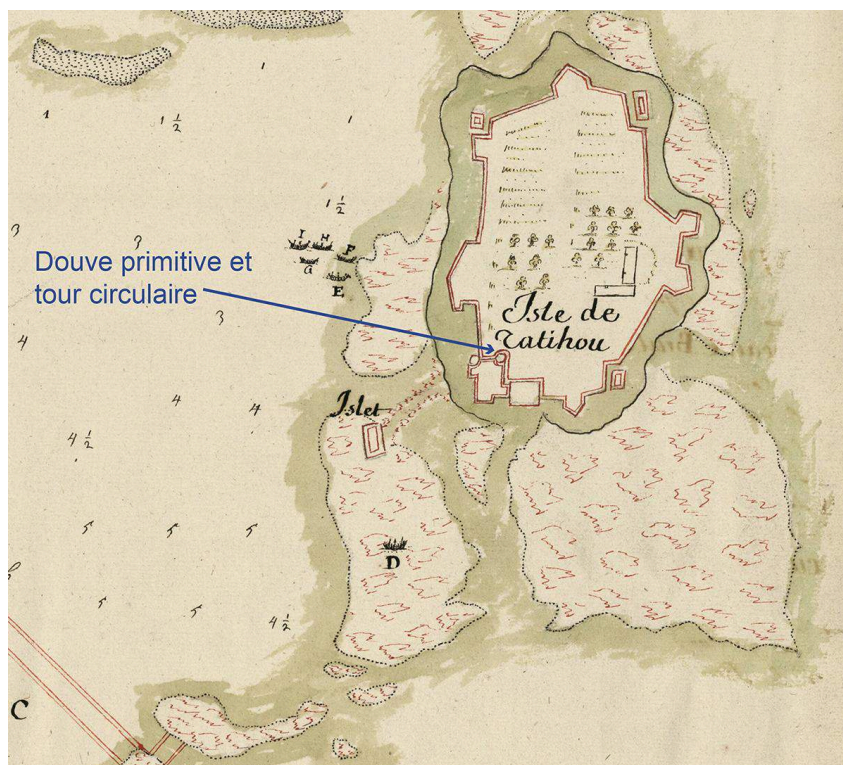 1
1 1 1/2 1
1 1/2
3 3
I H F
G
E
Douve primitive et
tour circulaire
3
4
Isle de
Tatihou
4 4
Islet
4 1/2
5 5 5
D
5 5
4 1/2
C